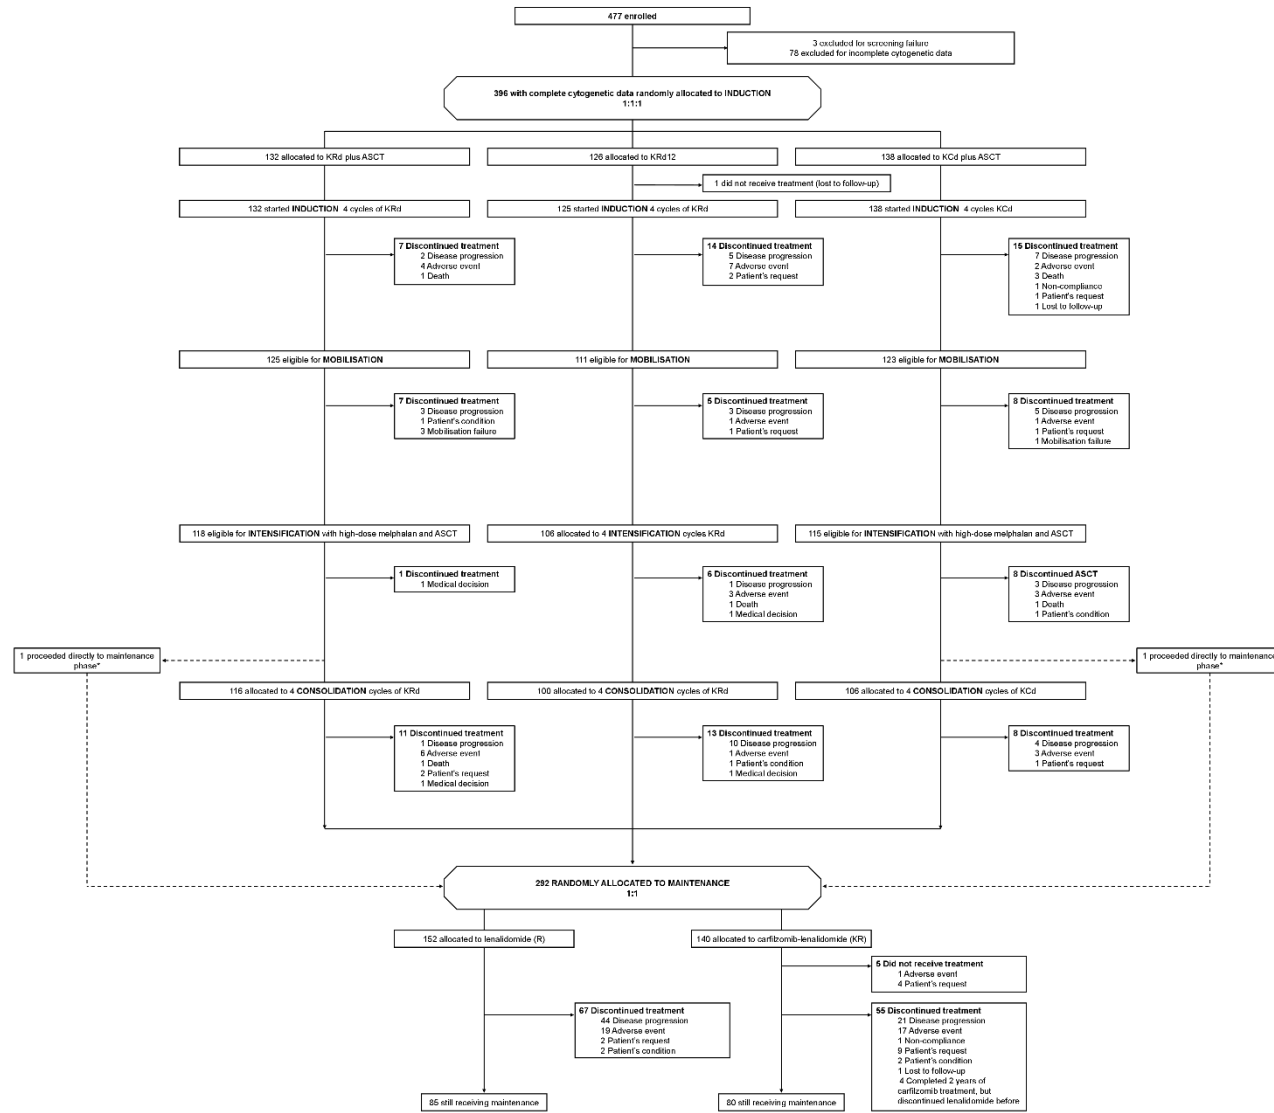 477 enrolled
3 excluded for screening failure
78 excluded for incomplete cytogenetic data
396 with complete cytogenetic data randomly allocated to INDUCTION
1:1:1
132 allocated to KRd plus ASCT
126 allocated to KRd12
138 allocated to KCd plus ASCT
1 did not receive treatment (lost to follow-up)
132 started INDUCTION 4 cycles of KRd
125 started INDUCTION 4 cycles of KRd
138 started INDUCTION 4 cycles KCd
7 Discontinued treatment
2 Disease progression
4 Adverse event
1 Death
14 Discontinued treatment
5 Disease progression
7 Adverse event
2 Patient's request
15 Discontinued treatment
7 Disease progression
2 Adverse event
3 Death
1 Non-compliance
1 Patient's request
1 Lost to follow-up
125 eligible for MOBILISATION
111 eligible for MOBILISATION
123 eligible for MOBILISATION
7 Discontinued treatment
3 Disease progression
1 Patient's condition
3 Mobilisation failure
5 Discontinued treatment
3 Disease progression
1 Adverse event
1 Patient's request
8 Discontinued treatment
5 Disease progression
1 Adverse event
1 Patient's request
1 Mobilisation failure
118 eligible for INTENSIFICATION with high-dose melphalan and ASCT
106 allocated to 4 INTENSIFICATION cycles KRd
115 eligible for INTENSIFICATION with high-dose melphalan and ASCT
1 Discontinued treatment
1 Medical decision
6 Discontinued treatment
1 Disease progression
3 Adverse event
1 Death
1 Medical decision
8 Discontinued ASCT
3 Disease progression
3 Adverse event
1 Death
1 Patient's condition
1 proceeded directly to maintenance
phase*
1 proceeded directly to maintenance
phase*
116 allocated to 4 CONSOLIDATION cycles of KRd
100 allocated to 4 CONSOLIDATION cycles of KRd
106 allocated to 4 CONSOLIDATION cycles of KCd
11 Discontinued treatment
1 Disease progression
6 Adverse event
1 Death
2 Patient's request
1 Medical decision
13 Discontinued treatment
10 Disease progression
1 Adverse event
1 Patient's condition
1 Medical decision
8 Discontinued treatment
4 Disease progression
3 Adverse event
1 Patient's request
292 RANDOMLY ALLOCATED TO MAINTENANCE
1:1
152 allocated to lenalidomide (R)
140 allocated to carfilzomib-lenalidomide (KR)
5 Did not receive treatment
1 Adverse event
4 Patient's request
67 Discontinued treatment
44 Disease progression
19 Adverse event
2 Patient's request
2 Patient's condition
55 Discontinued treatment
21 Disease progression
17 Adverse event
1 Non-compliance
9 Patient's request
2 Patient's condition
1 Lost to follow-up
4 Completed 2 years of
carfilzomib treatment, but
discontinued lenalidomide before
85 still receiving maintenance
80 still receiving maintenance